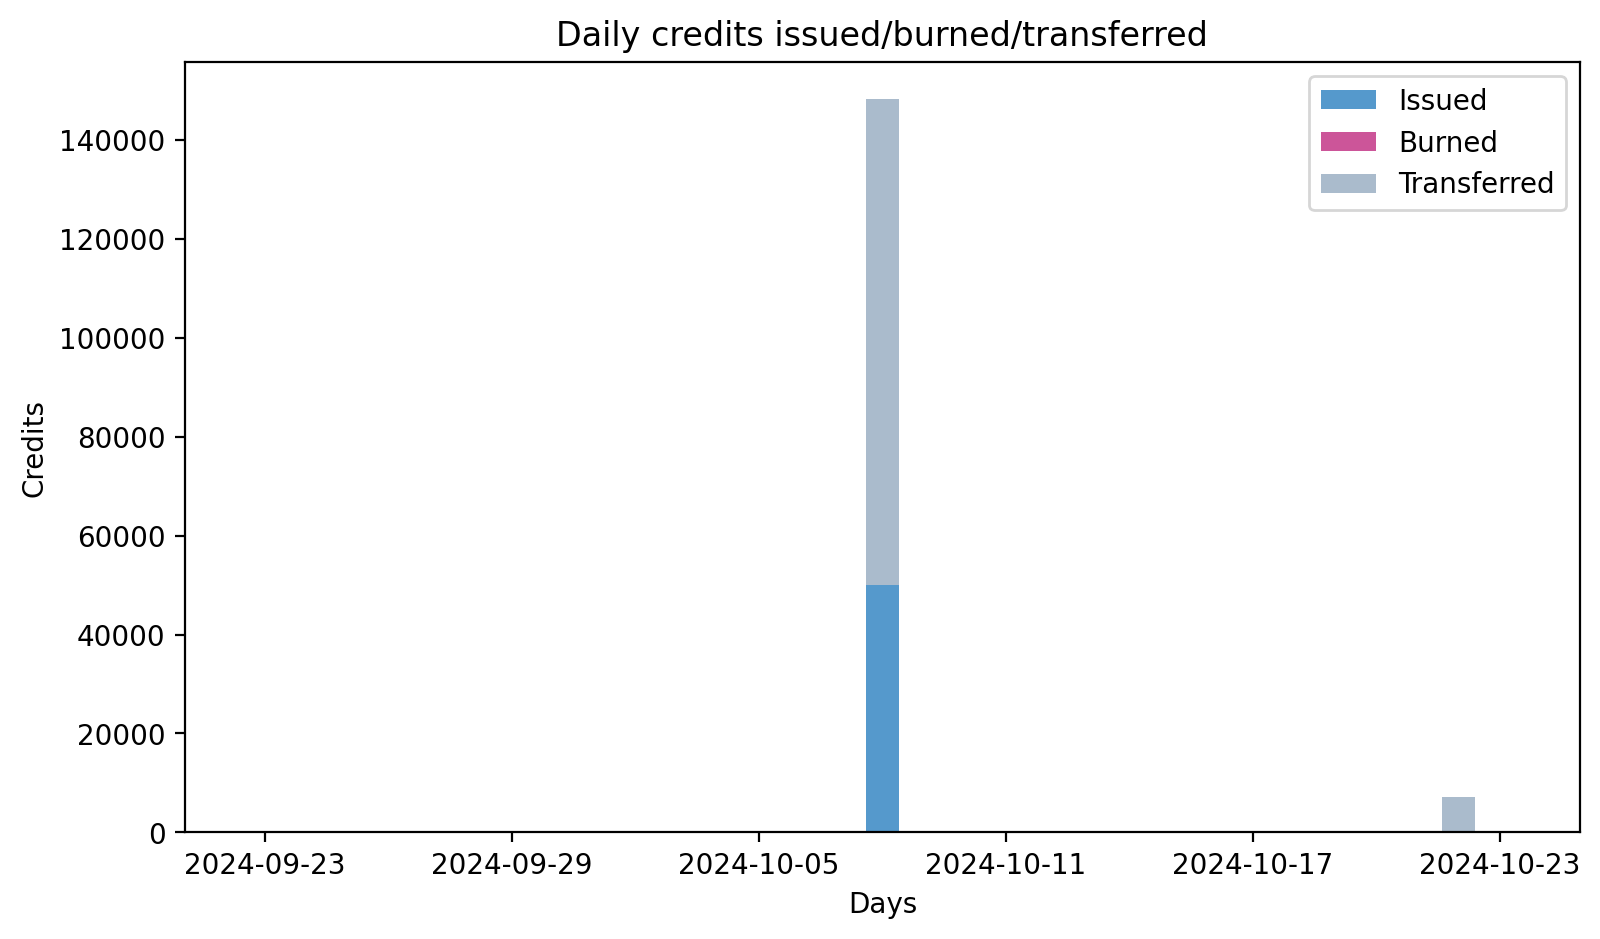 Daily credits issued/burned/transferred
Issued
Burned
Transferred
140000
120000
100000
80000
60000
40000
20000
0
Credits
2024-09-23 2024-09-29 2024-10-05 2024-10-11 2024-10-17 2024-10-23
Days